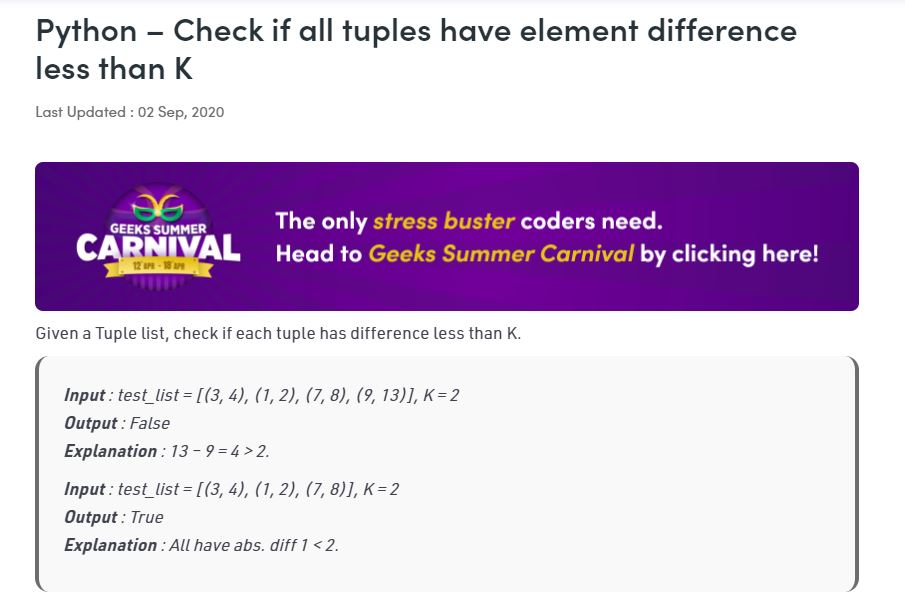 Python – Check if all tuples have element difference
less than K
Last Updated : 02 Sep, 2020
GEEKS SUMMER
CARNIVAL
12 APR - 18 APR
The only stress buster coders need.
Head to Geeks Summer Carnival by clicking here!
Given a Tuple list, check if each tuple has difference less than K.
Input : test_list = [(3, 4), (1, 2), (7, 8), (9, 13)], K = 2
Output : False
Explanation : 13 – 9 = 4 > 2.
Input : test_list = [(3, 4), (1, 2), (7, 8)], K = 2
Output : True
Explanation : All have abs. diff 1 < 2.